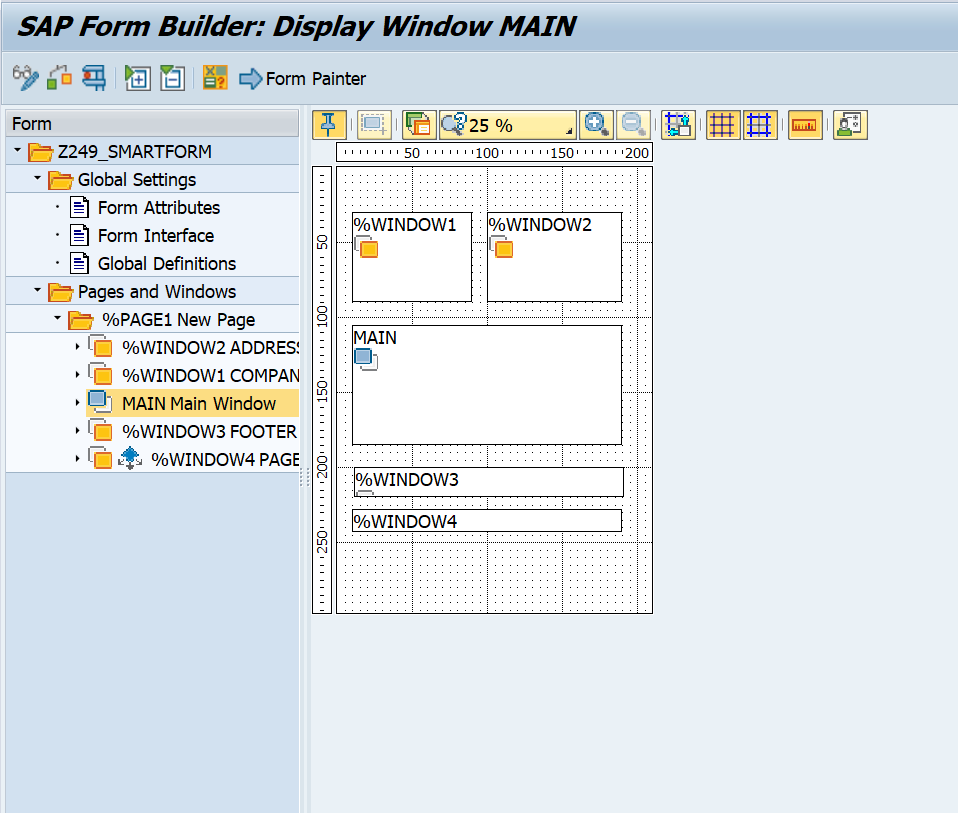 SAP Form Builder: Display Window MAIN
Form Painter
Form
Z249_SMARTFORM
Global Settings
Form Attributes
Form Interface
Global Definitions
Pages and Windows
%PAGE1 New Page
%WINDOW2 ADDRESS
%WINDOW1 COMPAN
MAIN Main Window
%WINDOW3 FOOTER
%WINDOW4 PAGE
25 %
50 100 150 200
50
100
150
200
250
%WINDOW1 %WINDOW2
MAIN
%WINDOW3
%WINDOW4